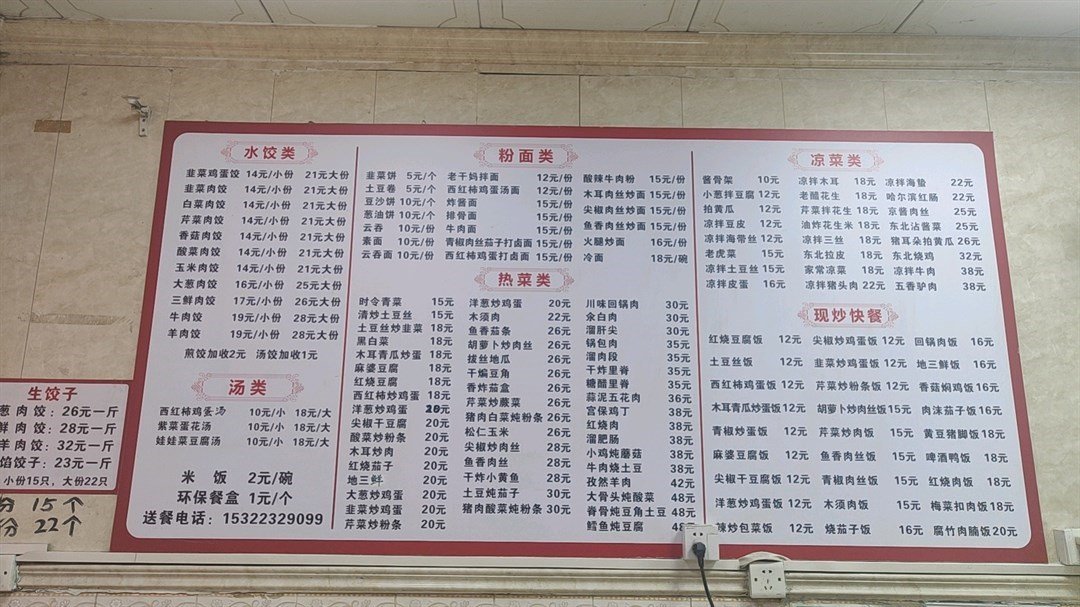 水饺类
韭菜鸡蛋饺 14元/小份 21元大份
韭菜肉饺 14元/小份 21元大份
白菜肉饺 14元/小份 21元大份
芹菜肉饺 14元/小份 21元大份
香菇肉饺 14元/小份 21元大份
酸菜肉饺 14元/小份 21元大份
玉米肉饺 14元/小份 21元大份
大葱肉饺 16元/小份 25元大份
三鲜肉饺 17元/小份 26元大份
牛肉饺 19元/小份 28元大份
羊肉饺 19元/小份 28元大份
煎饺加收2元 汤饺加收1元
汤类
西红柿鸡蛋汤 10元/小 18元/大
紫菜蛋花汤 10元/小 18元/大
娃娃菜豆腐汤 10元/小 18元/大
米 饭 2元/碗
环保餐盒 1元/个
送餐电话：15322329099
粉面类
韭菜饼 5元/个 老干妈拌面 12元/份 酸辣牛肉粉 15元/份
土豆卷 5元/个 西红柿鸡蛋汤面 12元/份 木耳肉丝炒面 15元/份
豆沙饼 10元/个 炸酱面 15元/份 尖椒肉丝炒面 15元/份
葱油饼 10元/个 排骨面 15元/份 鱼香肉丝炒面 15元/份
云吞 10元/份 牛肉面 15元/份 火腿炒面 16元/份
素面 10元/份 青椒肉丝茄子打卤面 15元/份 冷面 18元/碗
云吞面 10元/份 西红柿鸡蛋打卤面 15元/份
热菜类
时令青菜 15元 洋葱炒鸡蛋 20元 川味回锅肉 30元
清炒土豆丝 15元 木须肉 22元 汆白肉 30元
土豆丝炒韭菜 18元 鱼香茄条 26元 溜肝尖 30元
黑白菜 18元 胡萝卜炒肉丝 26元 锅包肉 35元
木耳青瓜炒蛋 18元 拔丝地瓜 26元 溜肉段 35元
麻婆豆腐 18元 干煸豆角 26元 干炸里脊 35元
红烧豆腐 18元 香炸茄盒 26元 糖醋里脊 35元
西红柿炒鸡蛋 18元 芹菜炒蕨菜 26元 蒜泥五花肉 36元
洋葱炒鸡蛋 20元 猪肉白菜炖粉条 26元 宫保鸡丁 38元
尖椒干豆腐 20元 松仁玉米 26元 红烧肉 38元
酸菜炒粉条 20元 尖椒炒肉丝 28元 溜肥肠 38元
木耳炒肉 20元 鱼香肉丝 28元 小鸡炖蘑菇 38元
红烧茄子 20元 干炸小黄鱼 28元 牛肉烧土豆 38元
地三鲜 20元 土豆炖茄子 30元 孜然羊肉 42元
大葱炒鸡蛋 20元 猪肉酸菜炖粉条 30元 大骨头炖酸菜 48元
韭菜炒鸡蛋 20元 脊骨炖豆角土豆 48元
芹菜炒粉条 20元 鳕鱼炖豆腐 48
凉菜类
酱骨架 10元 凉拌木耳 18元 凉拌海蛰 22元
小葱拌豆腐 12元 老醋花生 18元 哈尔滨红肠 22元
拍黄瓜 12元 芹菜拌花生 18元 京酱肉丝 25元
凉拌豆皮 12元 油炸花生米 18元 东北沾酱菜 25元
凉拌海带丝 12元 凉拌三丝 18元 猪耳朵拍黄瓜 26元
老虎菜 15元 东北拉皮 18元 东北烧鸡 32元
凉拌土豆丝 15元 家常凉菜 18元 凉拌牛肉 38元
凉拌皮蛋 16元 凉拌猪头肉 22元 五香驴肉 38元
现炒快餐
红烧豆腐饭 12元 尖椒炒鸡蛋饭 12元 回锅肉饭 16元
土豆丝饭 12元 韭菜炒鸡蛋饭 12元 地三鲜饭 16元
西红柿鸡蛋饭 12元 芹菜炒粉条饭 12元 香菇焖鸡饭 16元
木耳青瓜炒蛋饭 12元 胡萝卜炒肉丝饭 15元 肉沫茄子饭 16元
青椒炒蛋饭 12元 芹菜炒肉饭 15元 黄豆猪脚饭 18元
麻婆豆腐饭 12元 鱼香肉丝饭 15元 啤酒鸭饭 18元
尖椒干豆腐饭 12元 青椒肉丝饭 15元 红烧肉饭 18元
洋葱炒鸡蛋饭 12元 木须肉饭 15元 梅菜扣肉饭 18元
辣炒包菜饭 12元 烧茄子饭 16元 腐竹肉腩饭 20元
生饺子
葱肉饺：26元一斤
鲜肉饺：28元一斤
羊肉饺：32元一斤
馅饺子：23元一斤
小份15只，大份22只
份 15个
份 22个